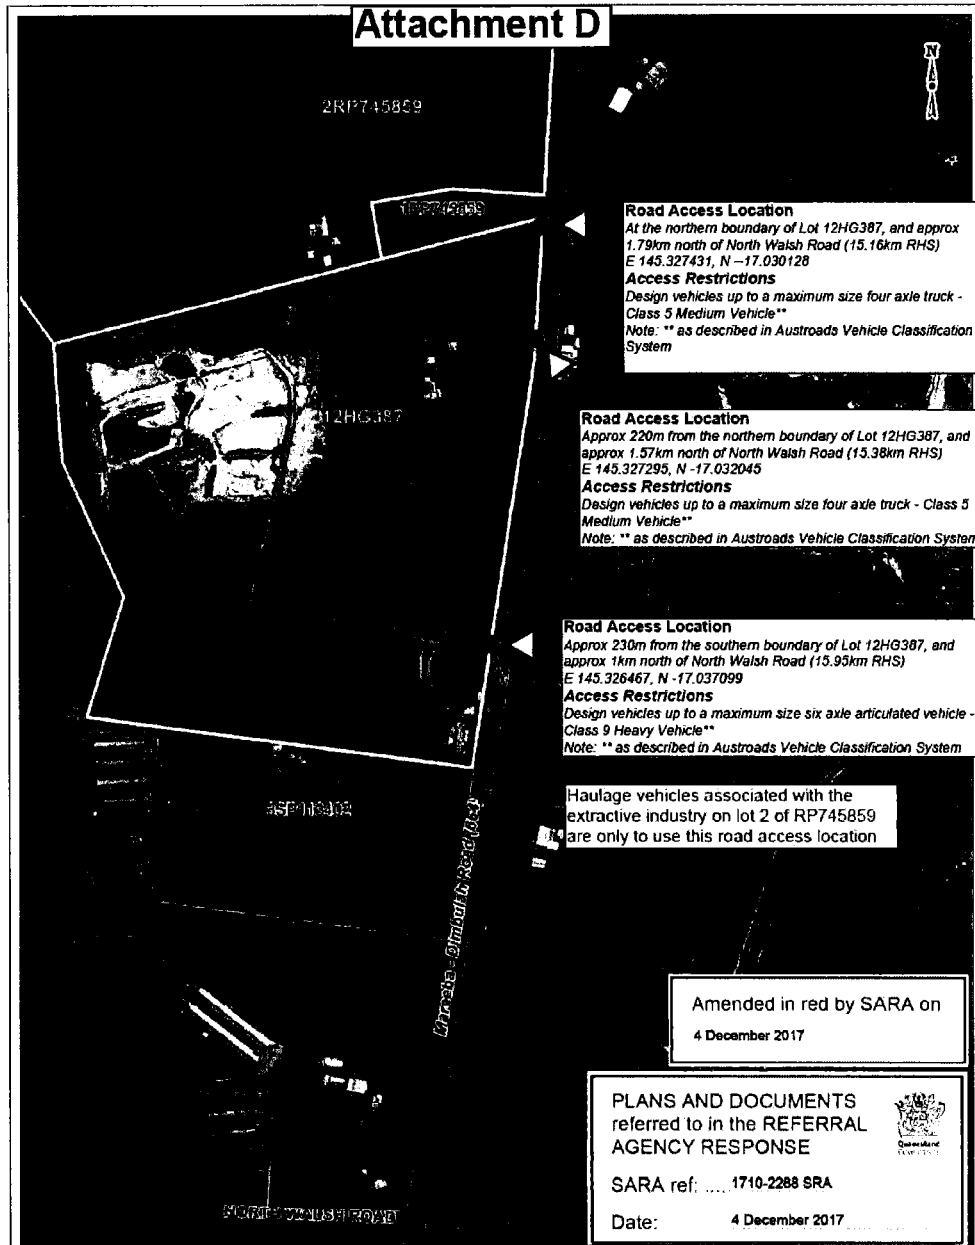 Attachment D
N
2RP745859
1RP745859
Road Access Location
At the northern boundary of Lot 12HG387, and approx
1.79km north of North Walsh Road (15.16km RHS)
E 145.327431, N –17.030128
Access Restrictions
Design vehicles up to a maximum size four axle truck -
Class 5 Medium Vehicle**
Note: ** as described in Austroads Vehicle Classification
System
12HG387
Road Access Location
Approx 220m from the northern boundary of Lot 12HG387, and
approx 1.57km north of North Walsh Road (15.38km RHS)
E 145.327295, N -17.032045
Access Restrictions
Design vehicles up to a maximum size four axle truck - Class 5
Medium Vehicle**
Note: ** as described in Austroads Vehicle Classification System
Road Access Location
Approx 230m from the southern boundary of Lot 12HG387, and
approx 1km north of North Walsh Road (15.95km RHS)
E 145.326467, N -17.037099
Access Restrictions
Design vehicles up to a maximum size six axle articulated vehicle -
Class 9 Heavy Vehicle**
Note: ** as described in Austroads Vehicle Classification System
Haulage vehicles associated with the
extractive industry on lot 2 of RP745859
are only to use this road access location
Mareeba - Dimbulah Road
Amended in red by SARA on
4 December 2017
PLANS AND DOCUMENTS
referred to in the REFERRAL
AGENCY RESPONSE
Queensland
Government
SARA ref: ..... 1710-2288 SRA
Date: 4 December 2017
NORTH WALSH ROAD